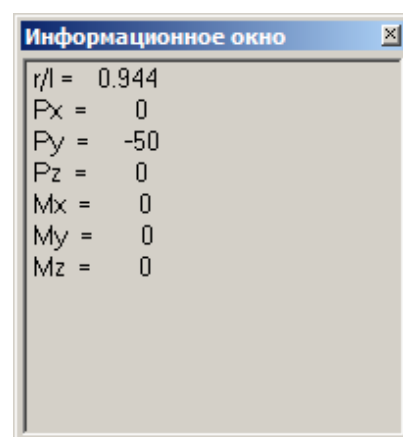 Информационное окно
r/l = 0.944
Px = 0
Py = -50
Pz = 0
Mx = 0
My = 0
Mz = 0